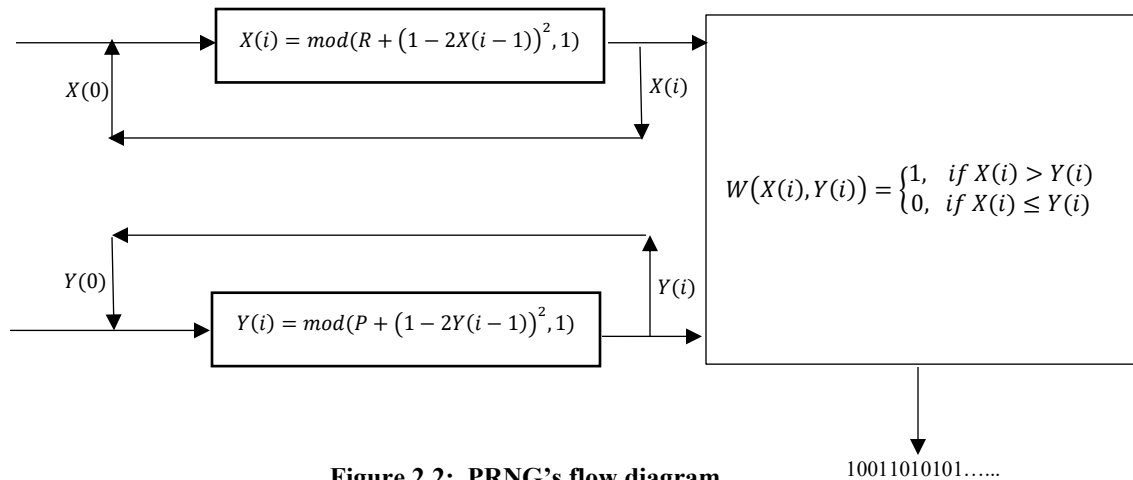 X(i) = mod(R + (1 − 2X(i − 1))², 1)
X(0)
X(i)
W(X(i), Y(i)) = {1, if X(i) > Y(i)
0, if X(i) ≤ Y(i)
Y(0)
Y(i)
Y(i) = mod(P + (1 − 2Y(i − 1))², 1)
Figure 2.2: PRNG's flow diagram
10011010101…...